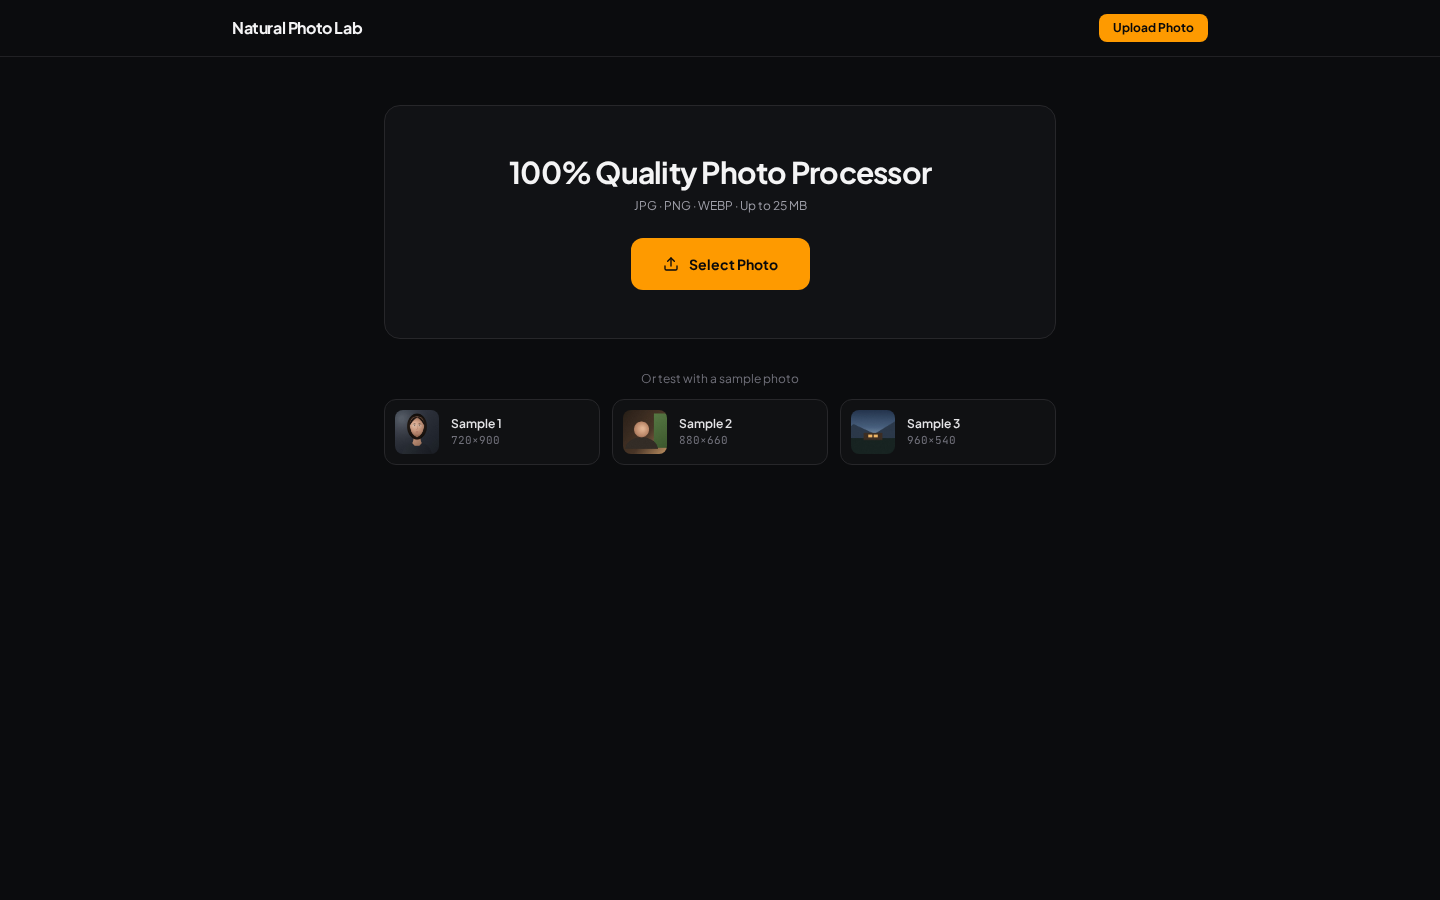 Natural Photo Lab
Upload Photo
100% Quality Photo Processor
JPG · PNG · WEBP · Up to 25 MB
Select Photo
Or test with a sample photo
Sample 1
720×900
Sample 2
880×660
Sample 3
960×540